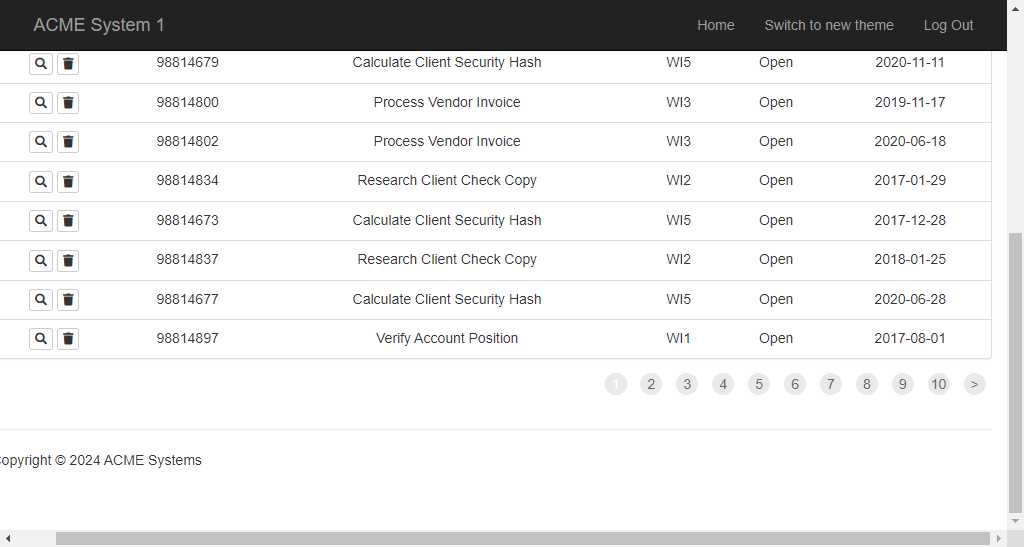 ACME System 1 Home Switch to new theme Log Out
98814679 Calculate Client Security Hash WI5 Open 2020-11-11
98814800 Process Vendor Invoice WI3 Open 2019-11-17
98814802 Process Vendor Invoice WI3 Open 2020-06-18
98814834 Research Client Check Copy WI2 Open 2017-01-29
98814673 Calculate Client Security Hash WI5 Open 2017-12-28
98814837 Research Client Check Copy WI2 Open 2018-01-25
98814677 Calculate Client Security Hash WI5 Open 2020-06-28
98814897 Verify Account Position WI1 Open 2017-08-01
1 2 3 4 5 6 7 8 9 10 >
opyright © 2024 ACME Systems